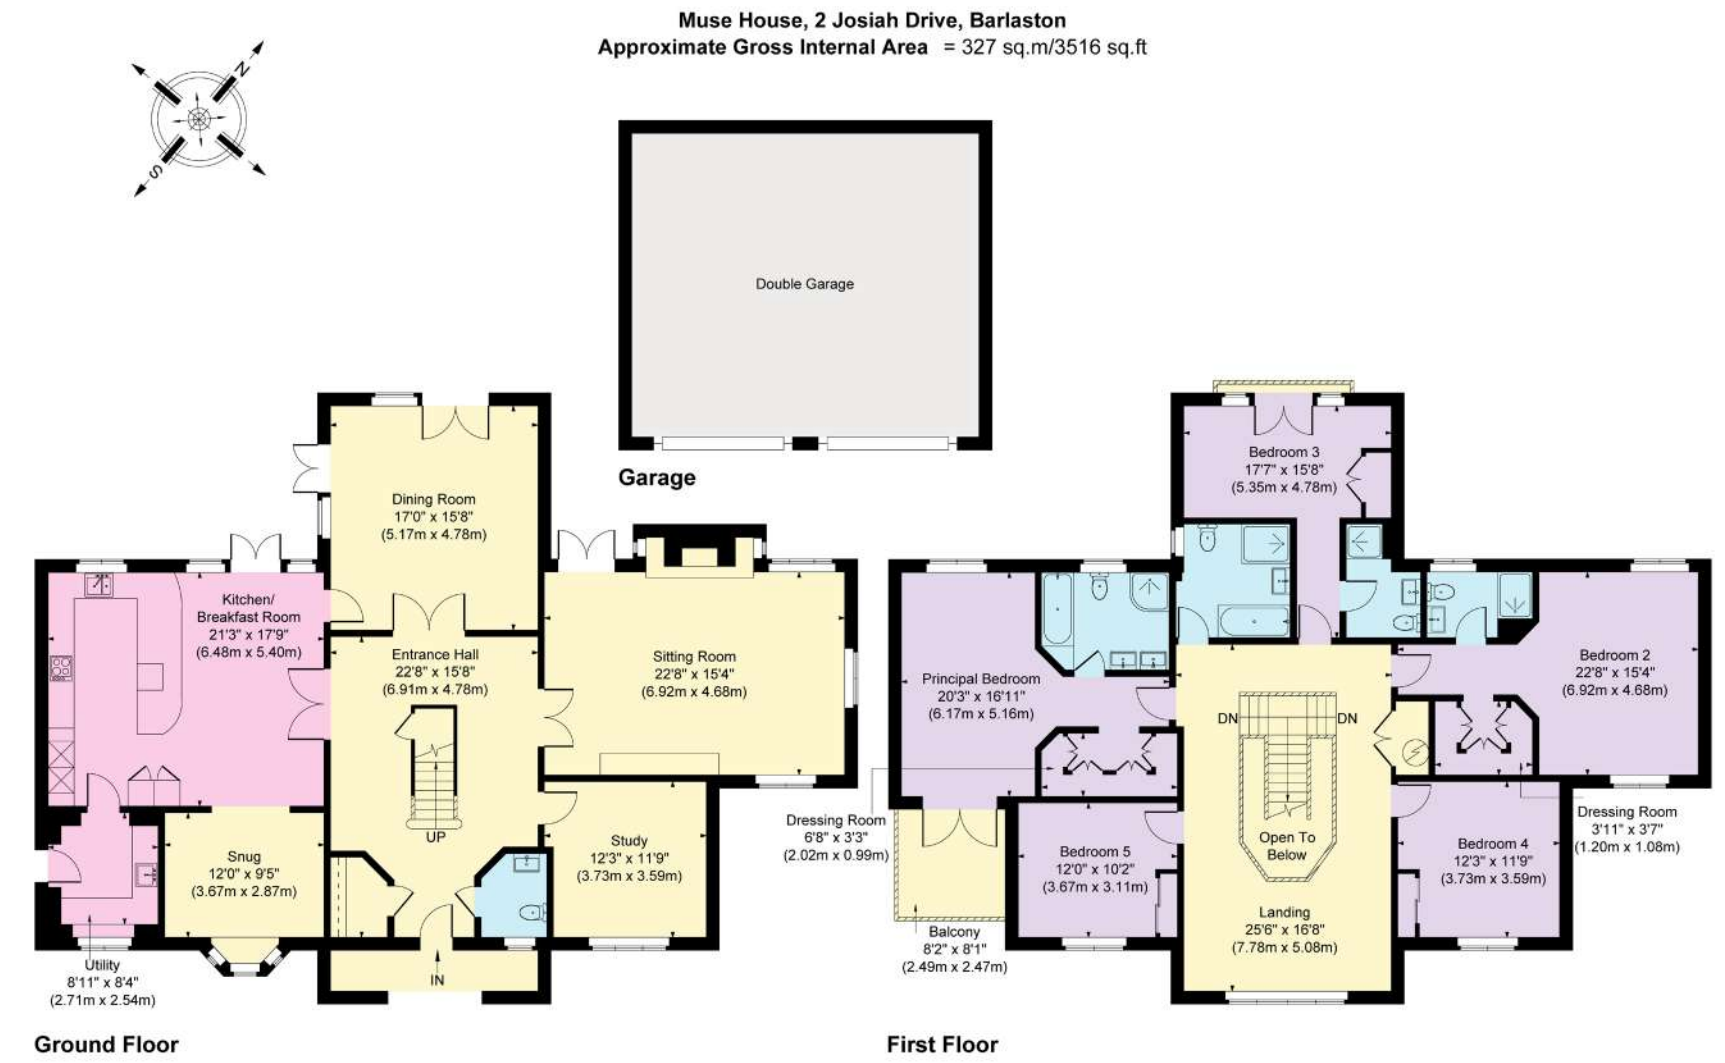 Muse House, 2 Josiah Drive, Barlaston
Approximate Gross Internal Area = 327 sq.m/3516 sq.ft
N
S
Double Garage
Garage
Dining Room
17'0" x 15'8"
(5.17m x 4.78m)
Kitchen/
Breakfast Room
21'3" x 17'9"
(6.48m x 5.40m)
Entrance Hall
22'8" x 15'8"
(6.91m x 4.78m)
Sitting Room
22'8" x 15'4"
(6.92m x 4.68m)
UP
Snug
12'0" x 9'5"
(3.67m x 2.87m)
Study
12'3" x 11'9"
(3.73m x 3.59m)
Utility
8'11" x 8'4"
(2.71m x 2.54m)
IN
Ground Floor
Bedroom 3
17'7" x 15'8"
(5.35m x 4.78m)
Principal Bedroom
20'3" x 16'11"
(6.17m x 5.16m)
Bedroom 2
22'8" x 15'4"
(6.92m x 4.68m)
DN
DN
Dressing Room
6'8" x 3'3"
(2.02m x 0.99m)
Open To
Below
Dressing Room
3'11" x 3'7"
(1.20m x 1.08m)
Bedroom 5
12'0" x 10'2"
(3.67m x 3.11m)
Bedroom 4
12'3" x 11'9"
(3.73m x 3.59m)
Landing
25'6" x 16'8"
(7.78m x 5.08m)
Balcony
8'2" x 8'1"
(2.49m x 2.47m)
First Floor